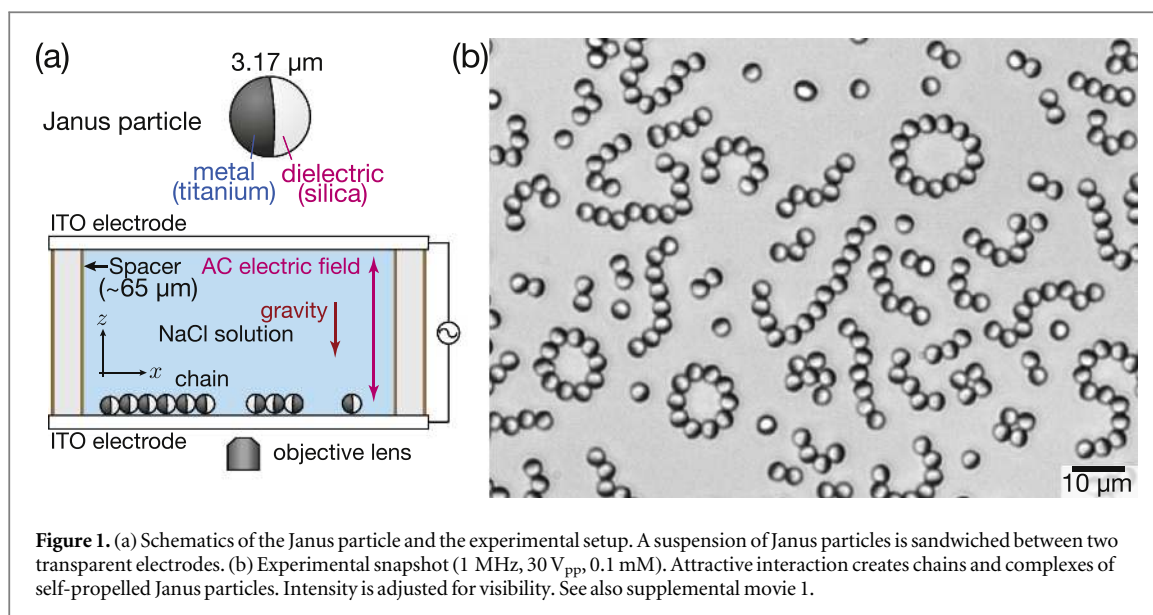 (a)
3.17 μm
Janus particle
metal
(titanium)
dielectric
(silica)
ITO electrode
Spacer
(~65 μm)
AC electric field
gravity
z
NaCl solution
x
chain
ITO electrode
objective lens
(b)
10 μm
Figure 1. (a) Schematics of the Janus particle and the experimental setup. A suspension of Janus particles is sandwiched between two
transparent electrodes. (b) Experimental snapshot (1 MHz, 30 Vpp, 0.1 mM). Attractive interaction creates chains and complexes of
self-propelled Janus particles. Intensity is adjusted for visibility. See also supplemental movie 1.